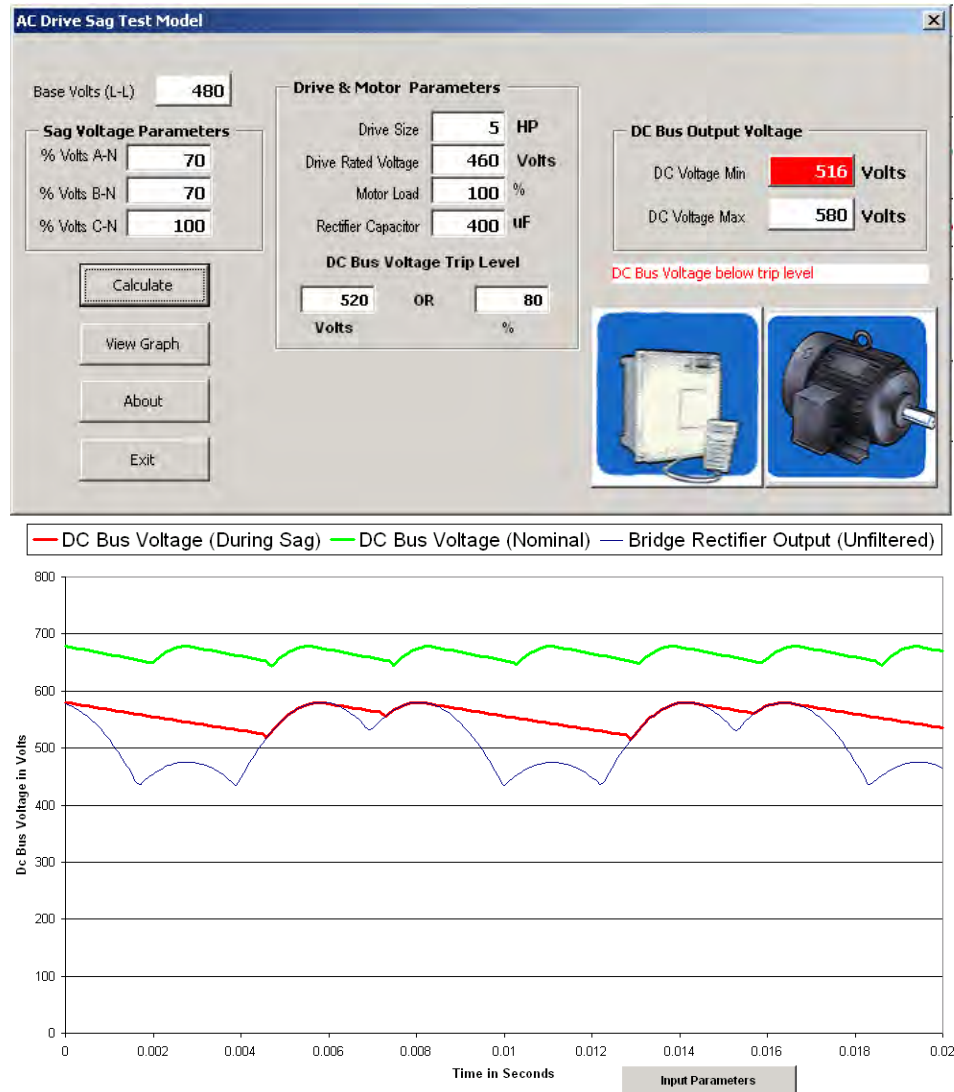 AC Drive Sag Test Model
Base Volts (L-L) 480
Sag Voltage Parameters
% Volts A-N 70
% Volts B-N 70
% Volts C-N 100
Calculate
View Graph
About
Exit
Drive & Motor Parameters
Drive Size 5 HP
Drive Rated Voltage 460 Volts
Motor Load 100 %
Rectifier Capacitor 400 uF
DC Bus Voltage Trip Level
520 OR 80
Volts %
DC Bus Output Voltage
DC Voltage Min 516 Volts
DC Voltage Max 580 Volts
DC Bus Voltage below trip level
DC Bus Voltage (During Sag) DC Bus Voltage (Nominal) Bridge Rectifier Output (Unfiltered)
800
700
600
500
400
300
200
100
0
Dc Bus Voltage in Volts
0 0.002 0.004 0.006 0.008 0.01 0.012 0.014 0.016 0.018 0.02
Time in Seconds
Input Parameters